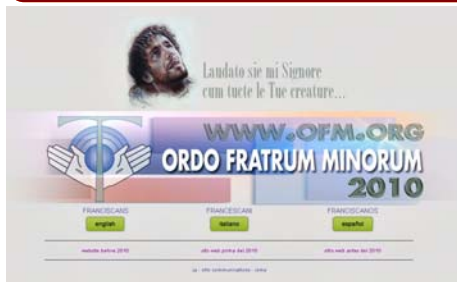 Laudato sie mi Signore
cum tucte le Tue creature...
WWW.OFM.ORG
ORDO FRATRUM MINORUM
2010
FRANCISCANS FRANCESCANI FRANCISCANOS
english italiano español
website before 2010 sito web prima del 2010 sitio web antes del 2010